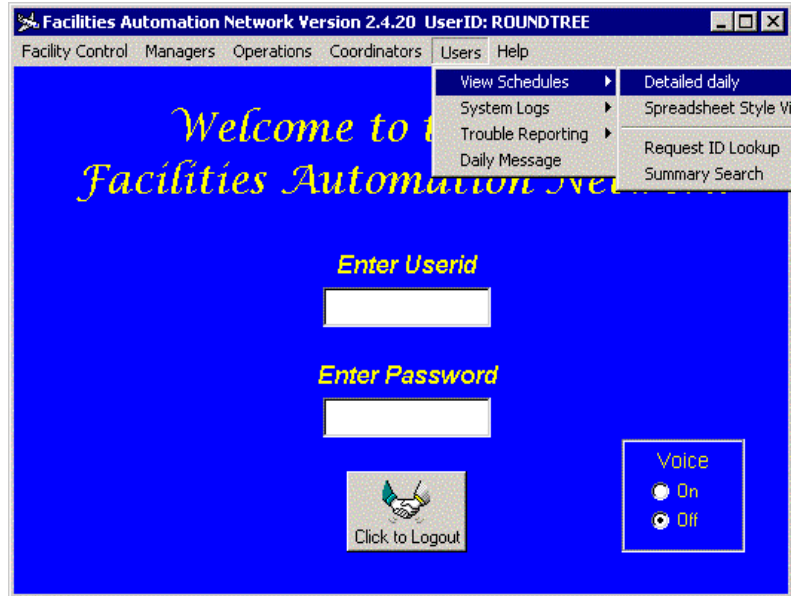 Facilities Automation Network Version 2.4.20 UserID: ROUNDTREE
Facility Control Managers Operations Coordinators Users Help
View Schedules
System Logs
Trouble Reporting
Daily Message
Detailed daily
Spreadsheet Style Vi
Request ID Lookup
Summary Search
Welcome to t
Facilities Automation Net
Enter Userid
Enter Password
Click to Logout
Voice
On
Off